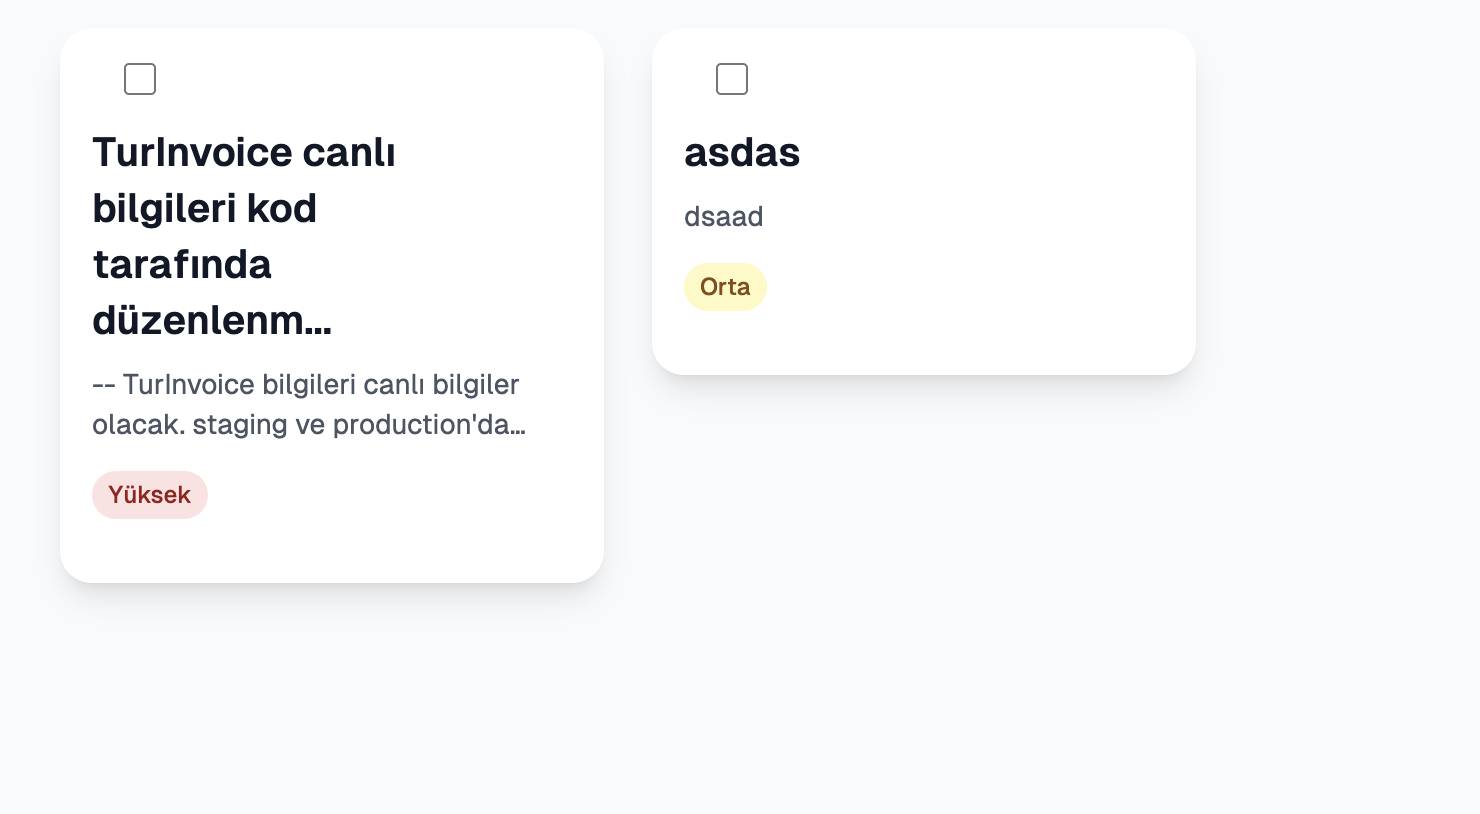 TurInvoice canlı
bilgileri kod
tarafında
düzenlenm...
-- TurInvoice bilgileri canlı bilgiler
olacak. staging ve production'da...
Yüksek
asdas
dsaad
Orta